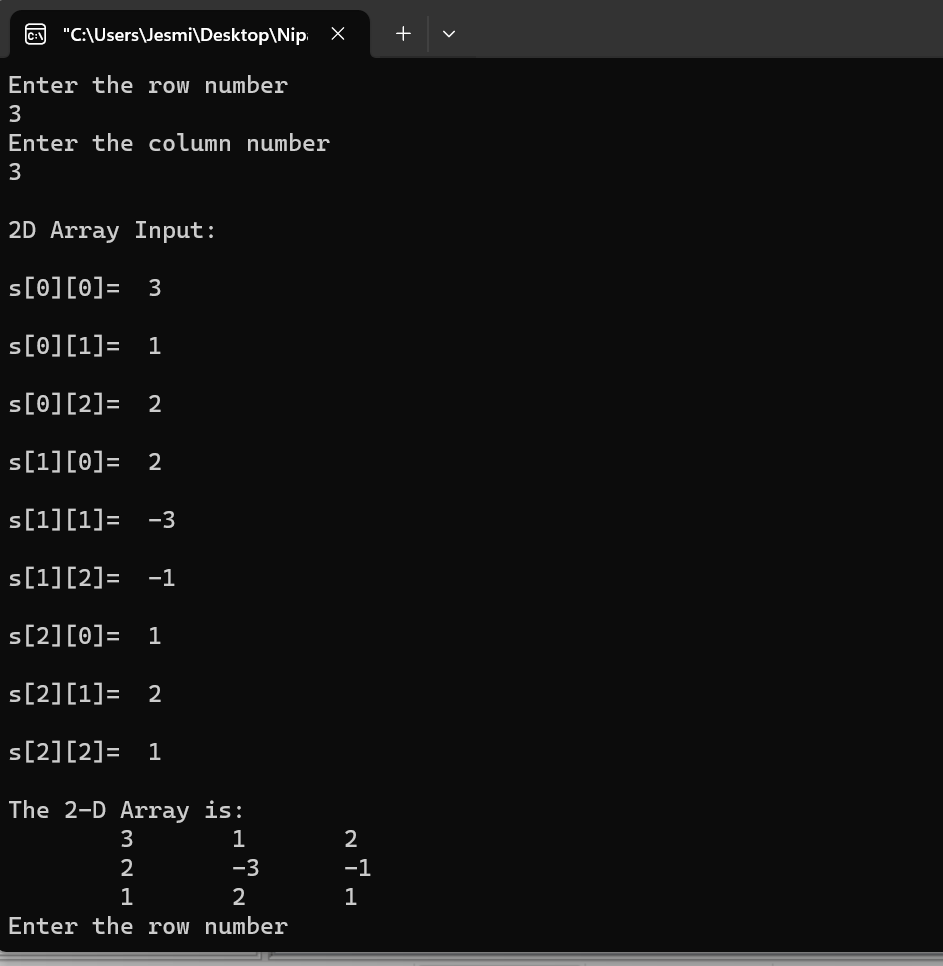 "C:\Users\Jesmi\Desktop\Nip
Enter the row number
3
Enter the column number
3
2D Array Input:
s[0][0]=  3
s[0][1]=  1
s[0][2]=  2
s[1][0]=  2
s[1][1]=  -3
s[1][2]=  -1
s[2][0]=  1
s[2][1]=  2
s[2][2]=  1
The 2-D Array is:
        3       1       2
        2       -3      -1
        1       2       1
Enter the row number